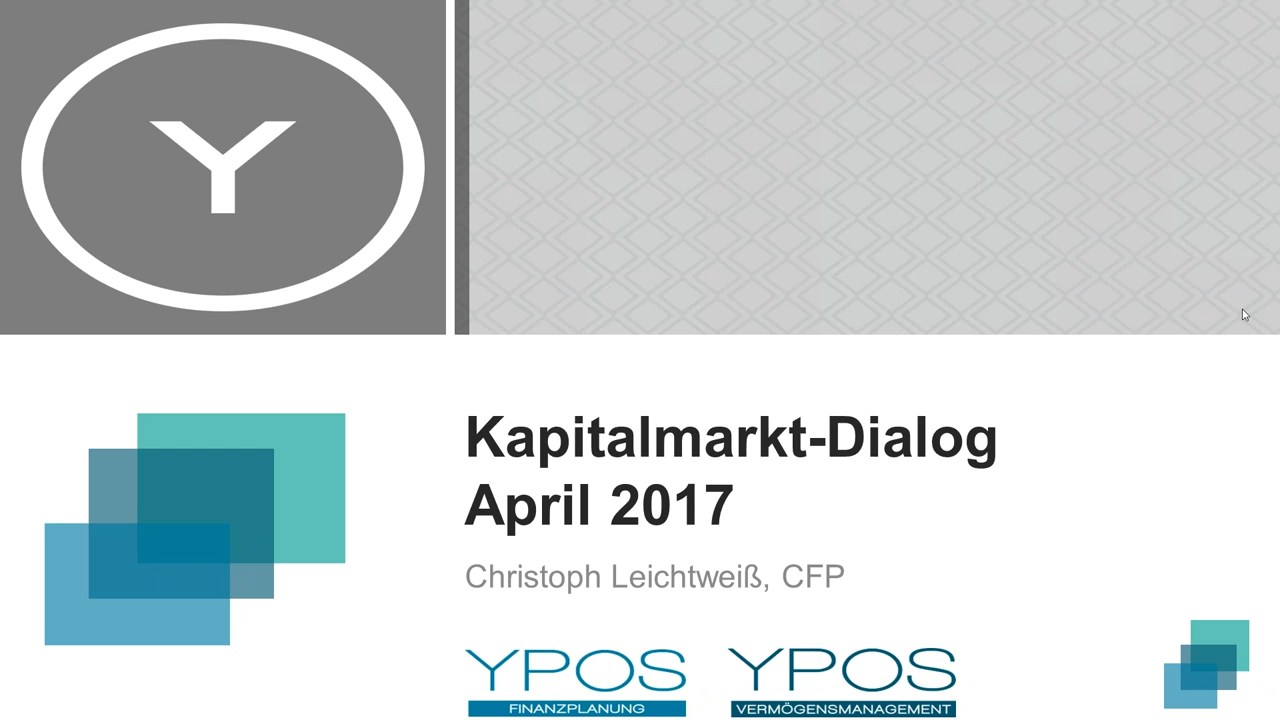 Y
Kapitalmarkt-Dialog
April 2017
Christoph Leichtweiß, CFP
YPOS YPOS
FINANZPLANUNG VERMÖGENSMANAGEMENT